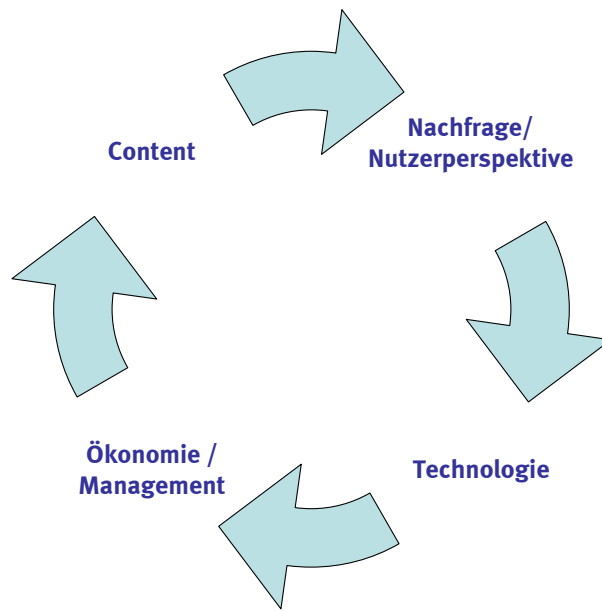 Content
Nachfrage/
Nutzerperspektive
Ökonomie /
Management
Technologie